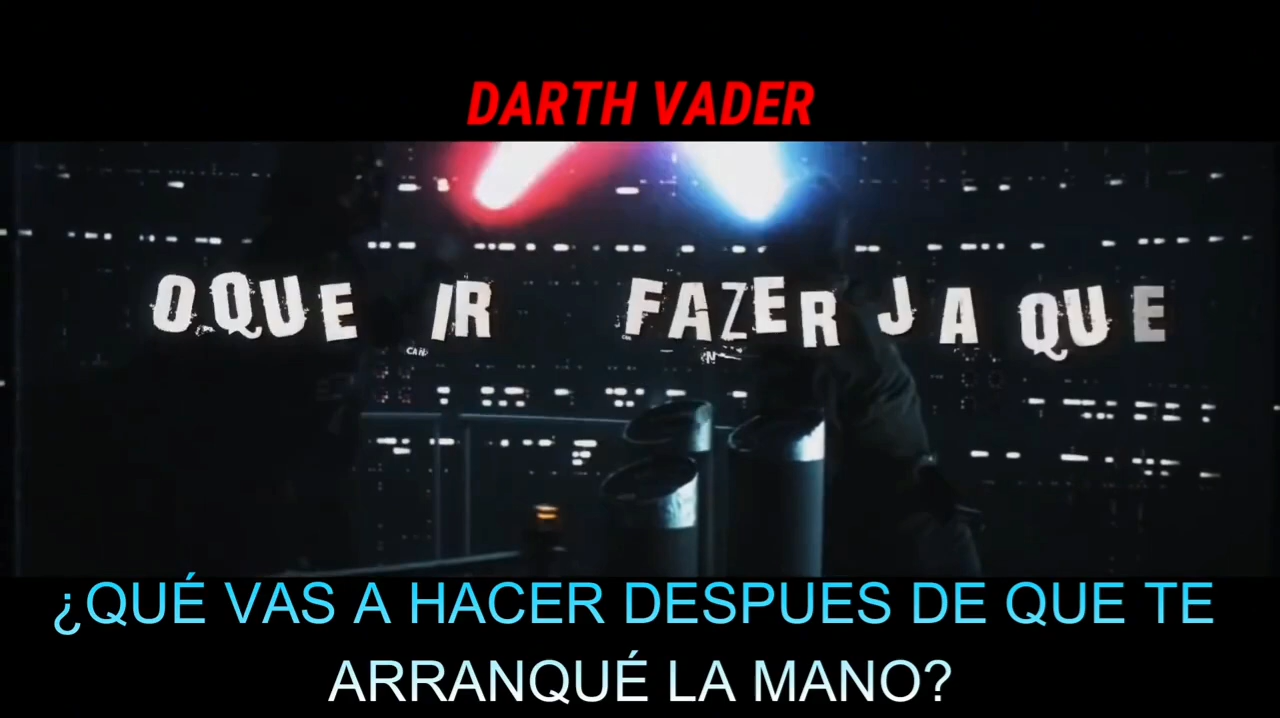 DARTH VADER
OQUE IR FAZER JA QUE
¿QUÉ VAS A HACER DESPUES DE QUE TE
ARRANQUÉ LA MANO?